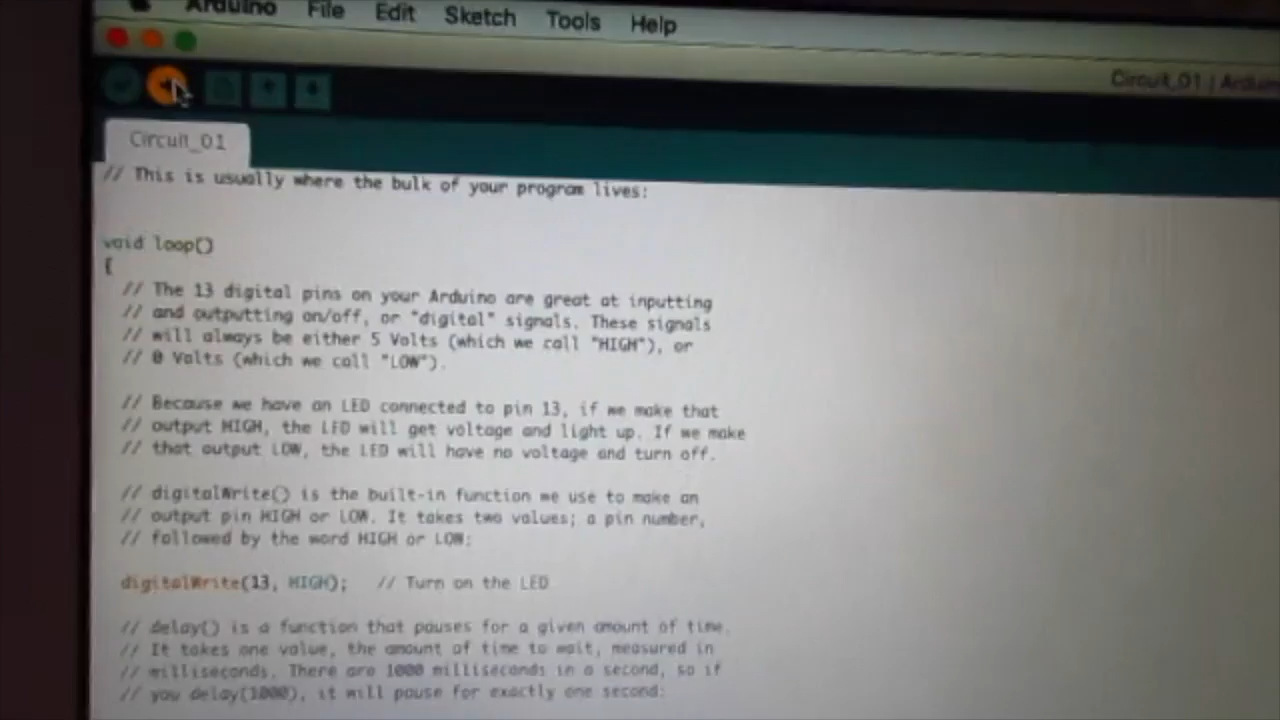 Arduino File Edit Sketch Tools Help
Circuit_01 | Arduin
Circuit_01
// This is usually where the bulk of your program lives:
void loop()
{
// The 13 digital pins on your Arduino are great at inputting
// and outputting on/off, or "digital" signals. These signals
// will always be either 5 Volts (which we call "HIGH"), or
// 0 Volts (which we call "LOW").
// Because we have an LED connected to pin 13, if we make that
// output HIGH, the LED will get voltage and light up. If we make
// that output LOW, the LED will have no voltage and turn off.
// digitalWrite() is the built-in function we use to make an
// output pin HIGH or LOW. It takes two values; a pin number,
// followed by the word HIGH or LOW:
digitalWrite(13, HIGH); // Turn on the LED
// delay() is a function that pauses for a given amount of time.
// It takes one value, the amount of time to wait, measured in
// milliseconds. There are 1000 milliseconds in a second, so if
// you delay(1000), it will pause for exactly one second: